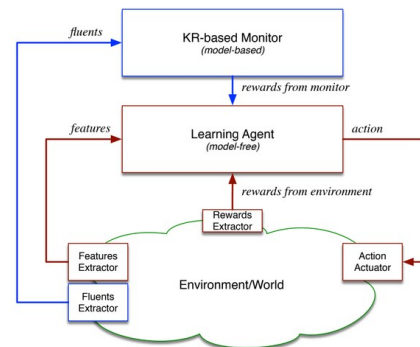 fluents
KR-based Monitor
(model-based)
rewards from monitor
features
Learning Agent
(model-free)
action
rewards from environment
Rewards
Extractor
Features
Extractor
Action
Actuator
Environment/World
Fluents
Extractor